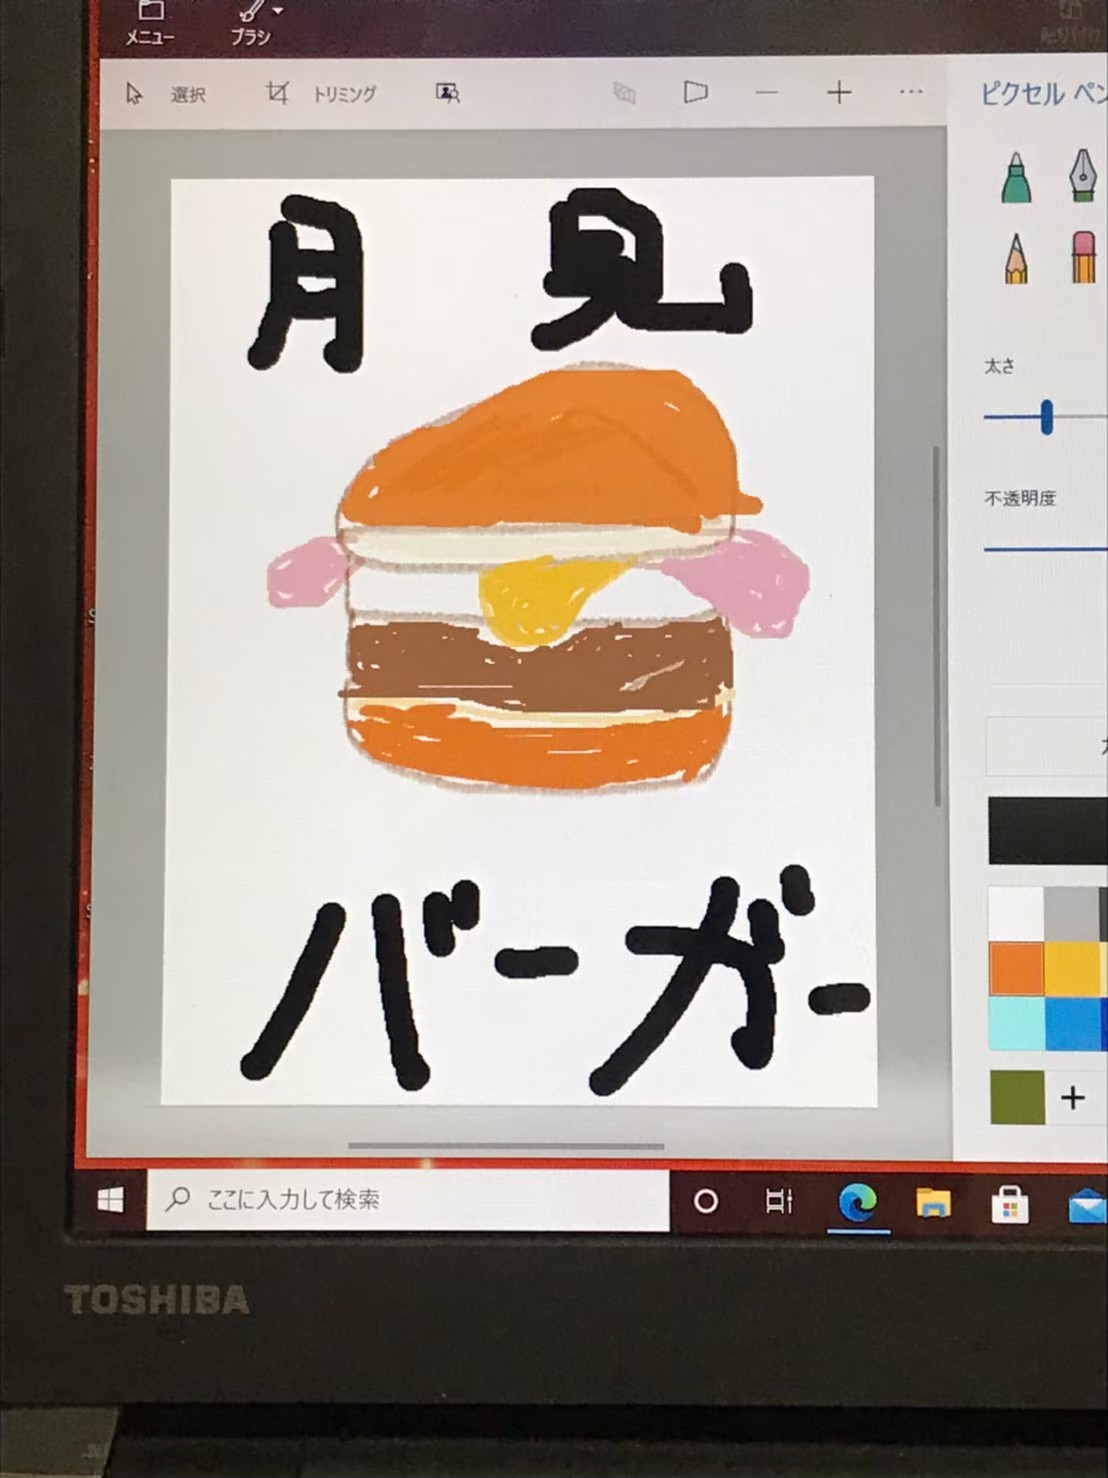 メニュー
ブラシ
選択
トリミング
ピクセル ペン
月見
太さ
不透明度
バーガー
ここに入力して検索
TOSHIBA